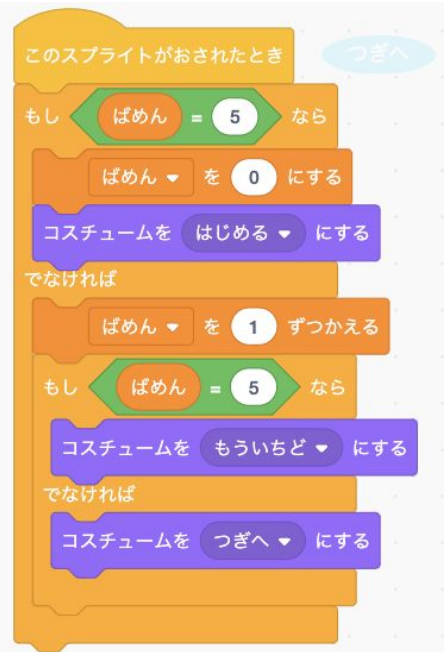 このスプライトがおされたとき つぎへ
もし ばめん = 5 なら
ばめん を 0 にする
コスチュームを はじめる にする
でなければ
ばめん を 1 ずつかえる
もし ばめん = 5 なら
コスチュームを もういちど にする
でなければ
コスチュームを つぎへ にする